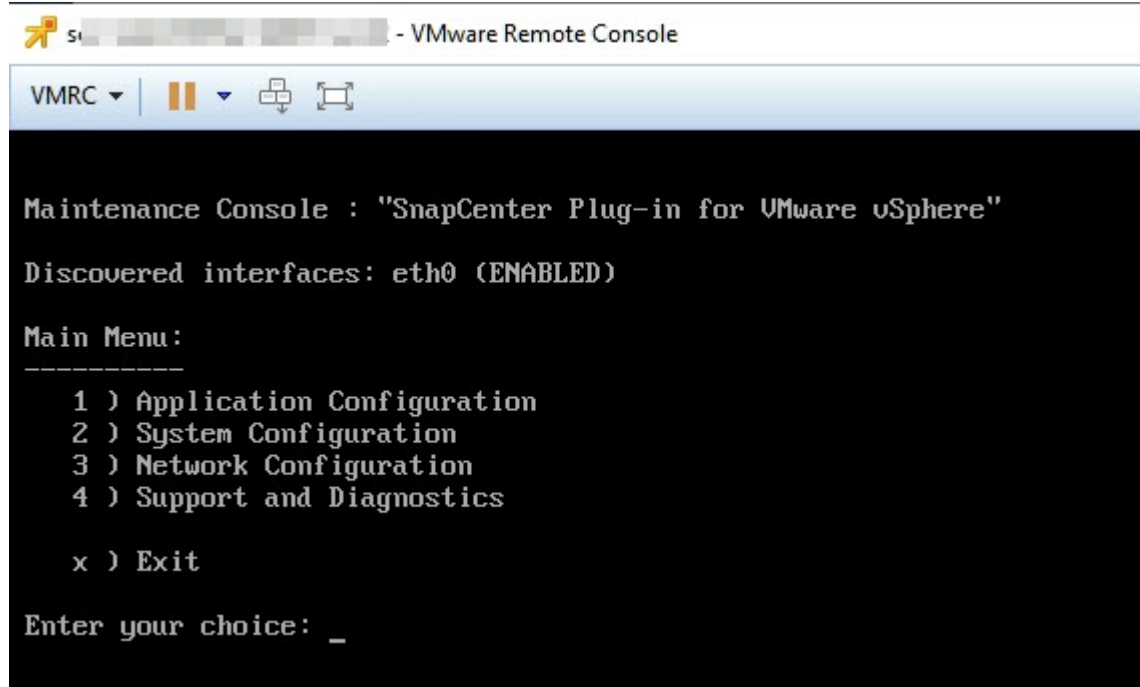 - VMware Remote Console
VMRC
Maintenance Console : "SnapCenter Plug-in for VMware vSphere"
Discovered interfaces: eth0 (ENABLED)
Main Menu:
----------
1 ) Application Configuration
2 ) System Configuration
3 ) Network Configuration
4 ) Support and Diagnostics
x ) Exit
Enter your choice: _